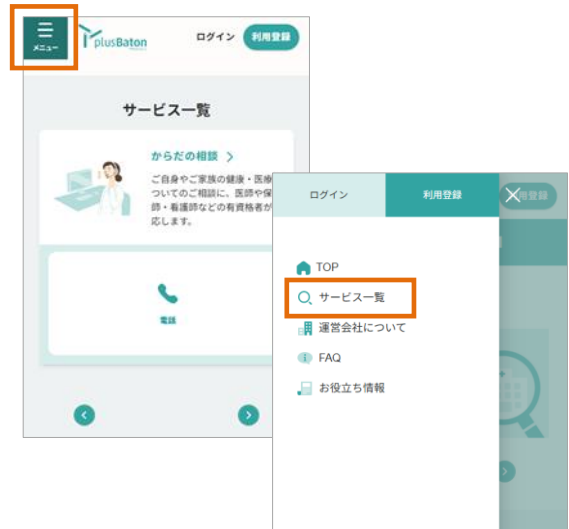 メニュー
plusBaton
ログイン
利用登録
サービス一覧
からだの相談
ご自身やご家族の健康・医療
ついてのご相談に、医師や保
師・看護師などの有資格者が
応します。
電話
ログイン
利用登録
用登録
TOP
サービス一覧
運営会社について
FAQ
お役立ち情報